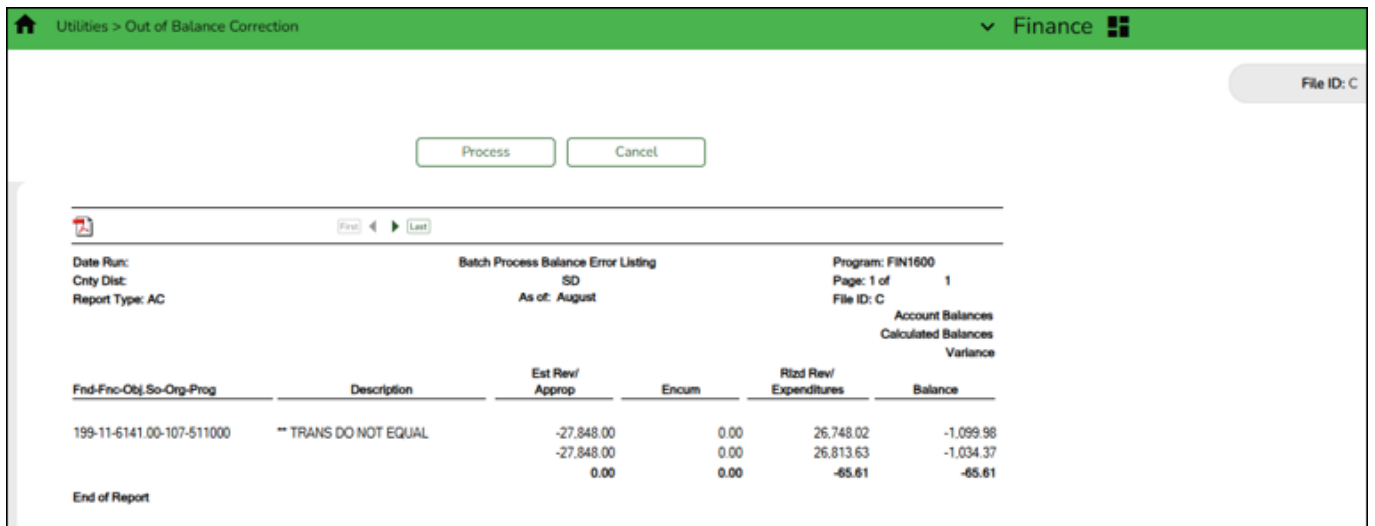 Utilities > Out of Balance Correction
Finance
File ID: C
Process Cancel
First Last
Date Run: Batch Process Balance Error Listing Program: FIN1600
Cnty Dist: SD Page: 1 of 1
Report Type: AC As of: August File ID: C
Account Balances
Calculated Balances
Variance
Est Rev/ Rlzd Rev/
Fnd-Fnc-Obj.So-Org-Prog Description Approp Encum Expenditures Balance
199-11-6141.00-107-511000 ** TRANS DO NOT EQUAL -27,848.00 0.00 26,748.02 -1,099.98
-27,848.00 0.00 26,813.63 -1,034.37
0.00 0.00 -65.61 -65.61
End of Report